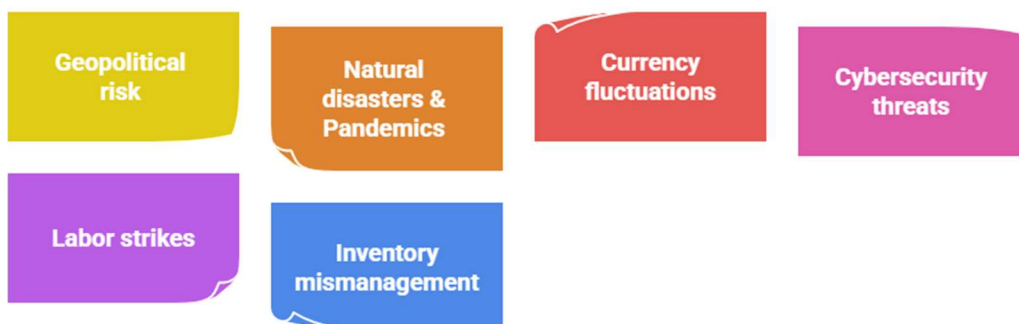 Geopolitical
risk
Natural
disasters &
Pandemics
Currency
fluctuations
Cybersecurity
threats
Labor strikes
Inventory
mismanagement